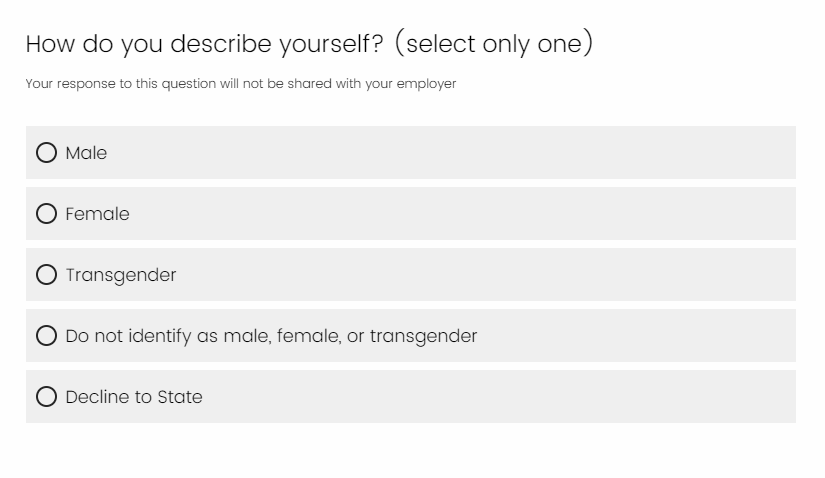 How do you describe yourself? (select only one)
Your response to this question will not be shared with your employer
Male
Female
Transgender
Do not identify as male, female, or transgender
Decline to State